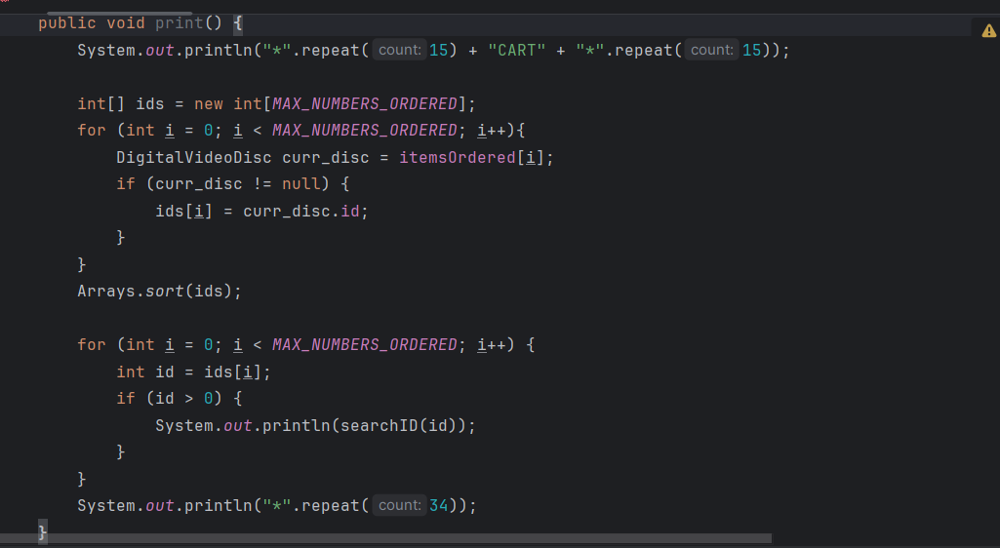 public void print() {
    System.out.println("*".repeat( count: 15) + "CART" + "*".repeat( count: 15));

    int[] ids = new int[MAX_NUMBERS_ORDERED];
    for (int i = 0; i < MAX_NUMBERS_ORDERED; i++){
        DigitalVideoDisc curr_disc = itemsOrdered[i];
        if (curr_disc != null) {
            ids[i] = curr_disc.id;
        }
    }
    Arrays.sort(ids);

    for (int i = 0; i < MAX_NUMBERS_ORDERED; i++) {
        int id = ids[i];
        if (id > 0) {
            System.out.println(searchID(id));
        }
    }
    System.out.println("*".repeat( count: 34));
}